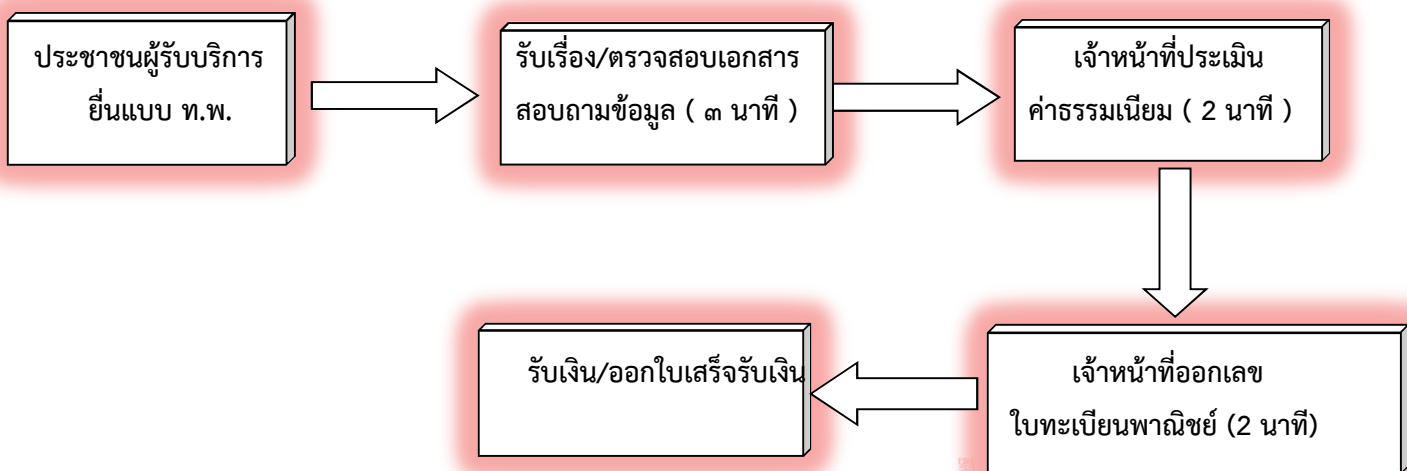 ประชาชนผู้รับบริการ
ยื่นแบบ ท.พ.
รับเรื่อง/ตรวจสอบเอกสาร
สอบถามข้อมูล ( ๓ นาที )
เจ้าหน้าที่ประเมิน
ค่าธรรมเนียม ( 2 นาที )
เจ้าหน้าที่ออกเลข
ใบทะเบียนพาณิชย์ (2 นาที)
รับเงิน/ออกใบเสร็จรับเงิน